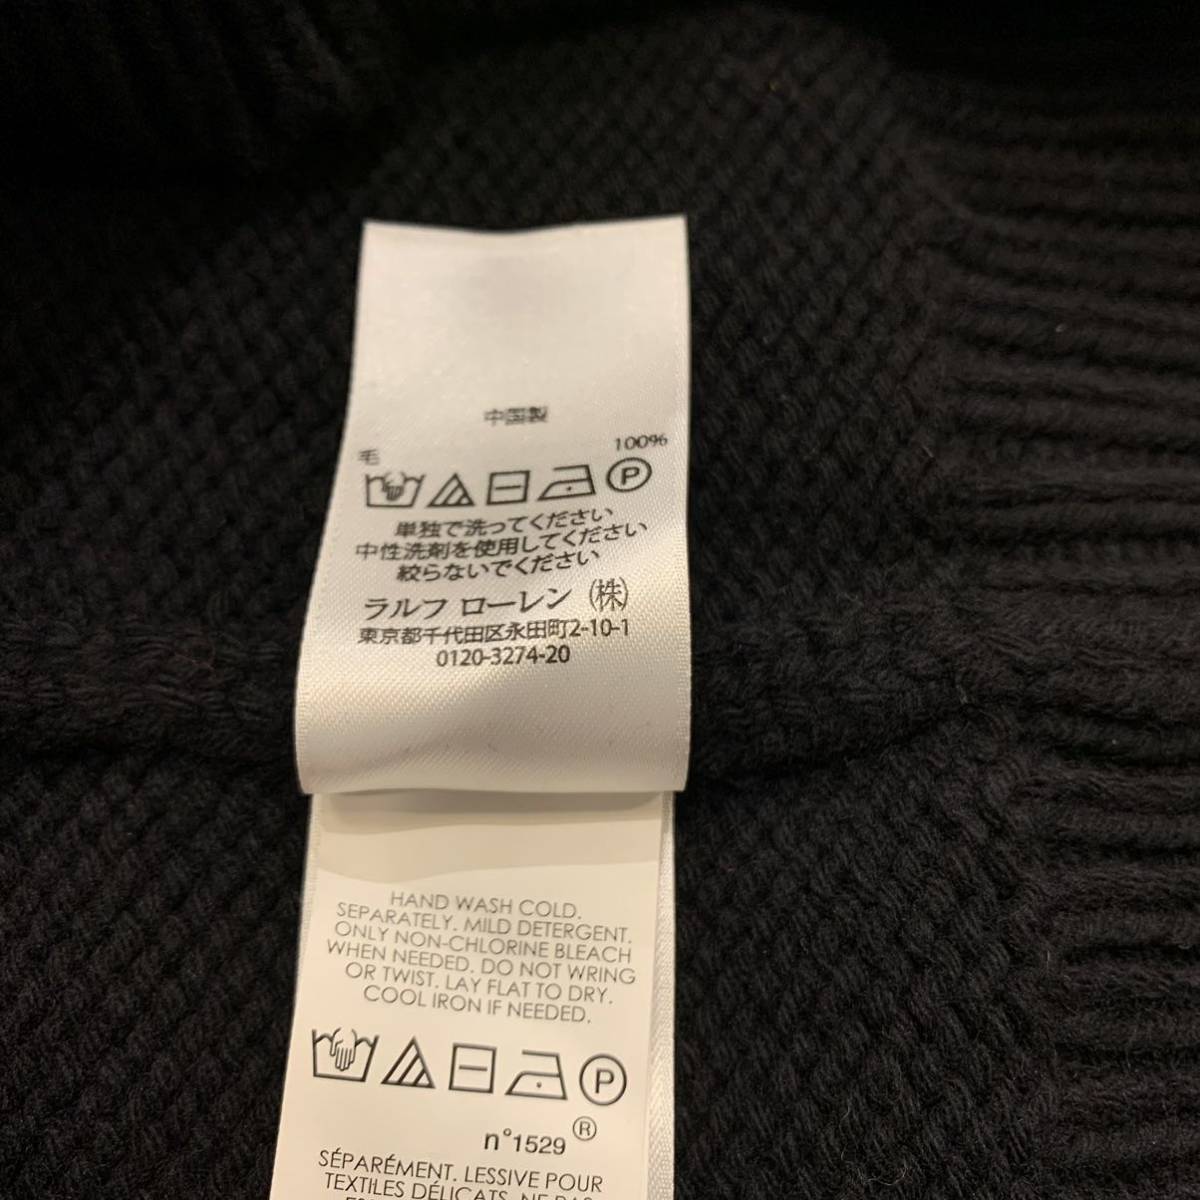 中国製
毛 100%
P
単独で洗ってください
中性洗剤を使用してください
絞らないでください
ラルフ ローレン (株)
東京都千代田区永田町2-10-1
0120-3274-20
HAND WASH COLD.
SEPARATELY. MILD DETERGENT.
ONLY NON-CHLORINE BLEACH
WHEN NEEDED. DO NOT WRING
OR TWIST. LAY FLAT TO DRY.
COOL IRON IF NEEDED.
P
n°1529 ®
SÉPARÉMENT. LESSIVE POUR
TEXTILES DÉLICATS. NE PAS